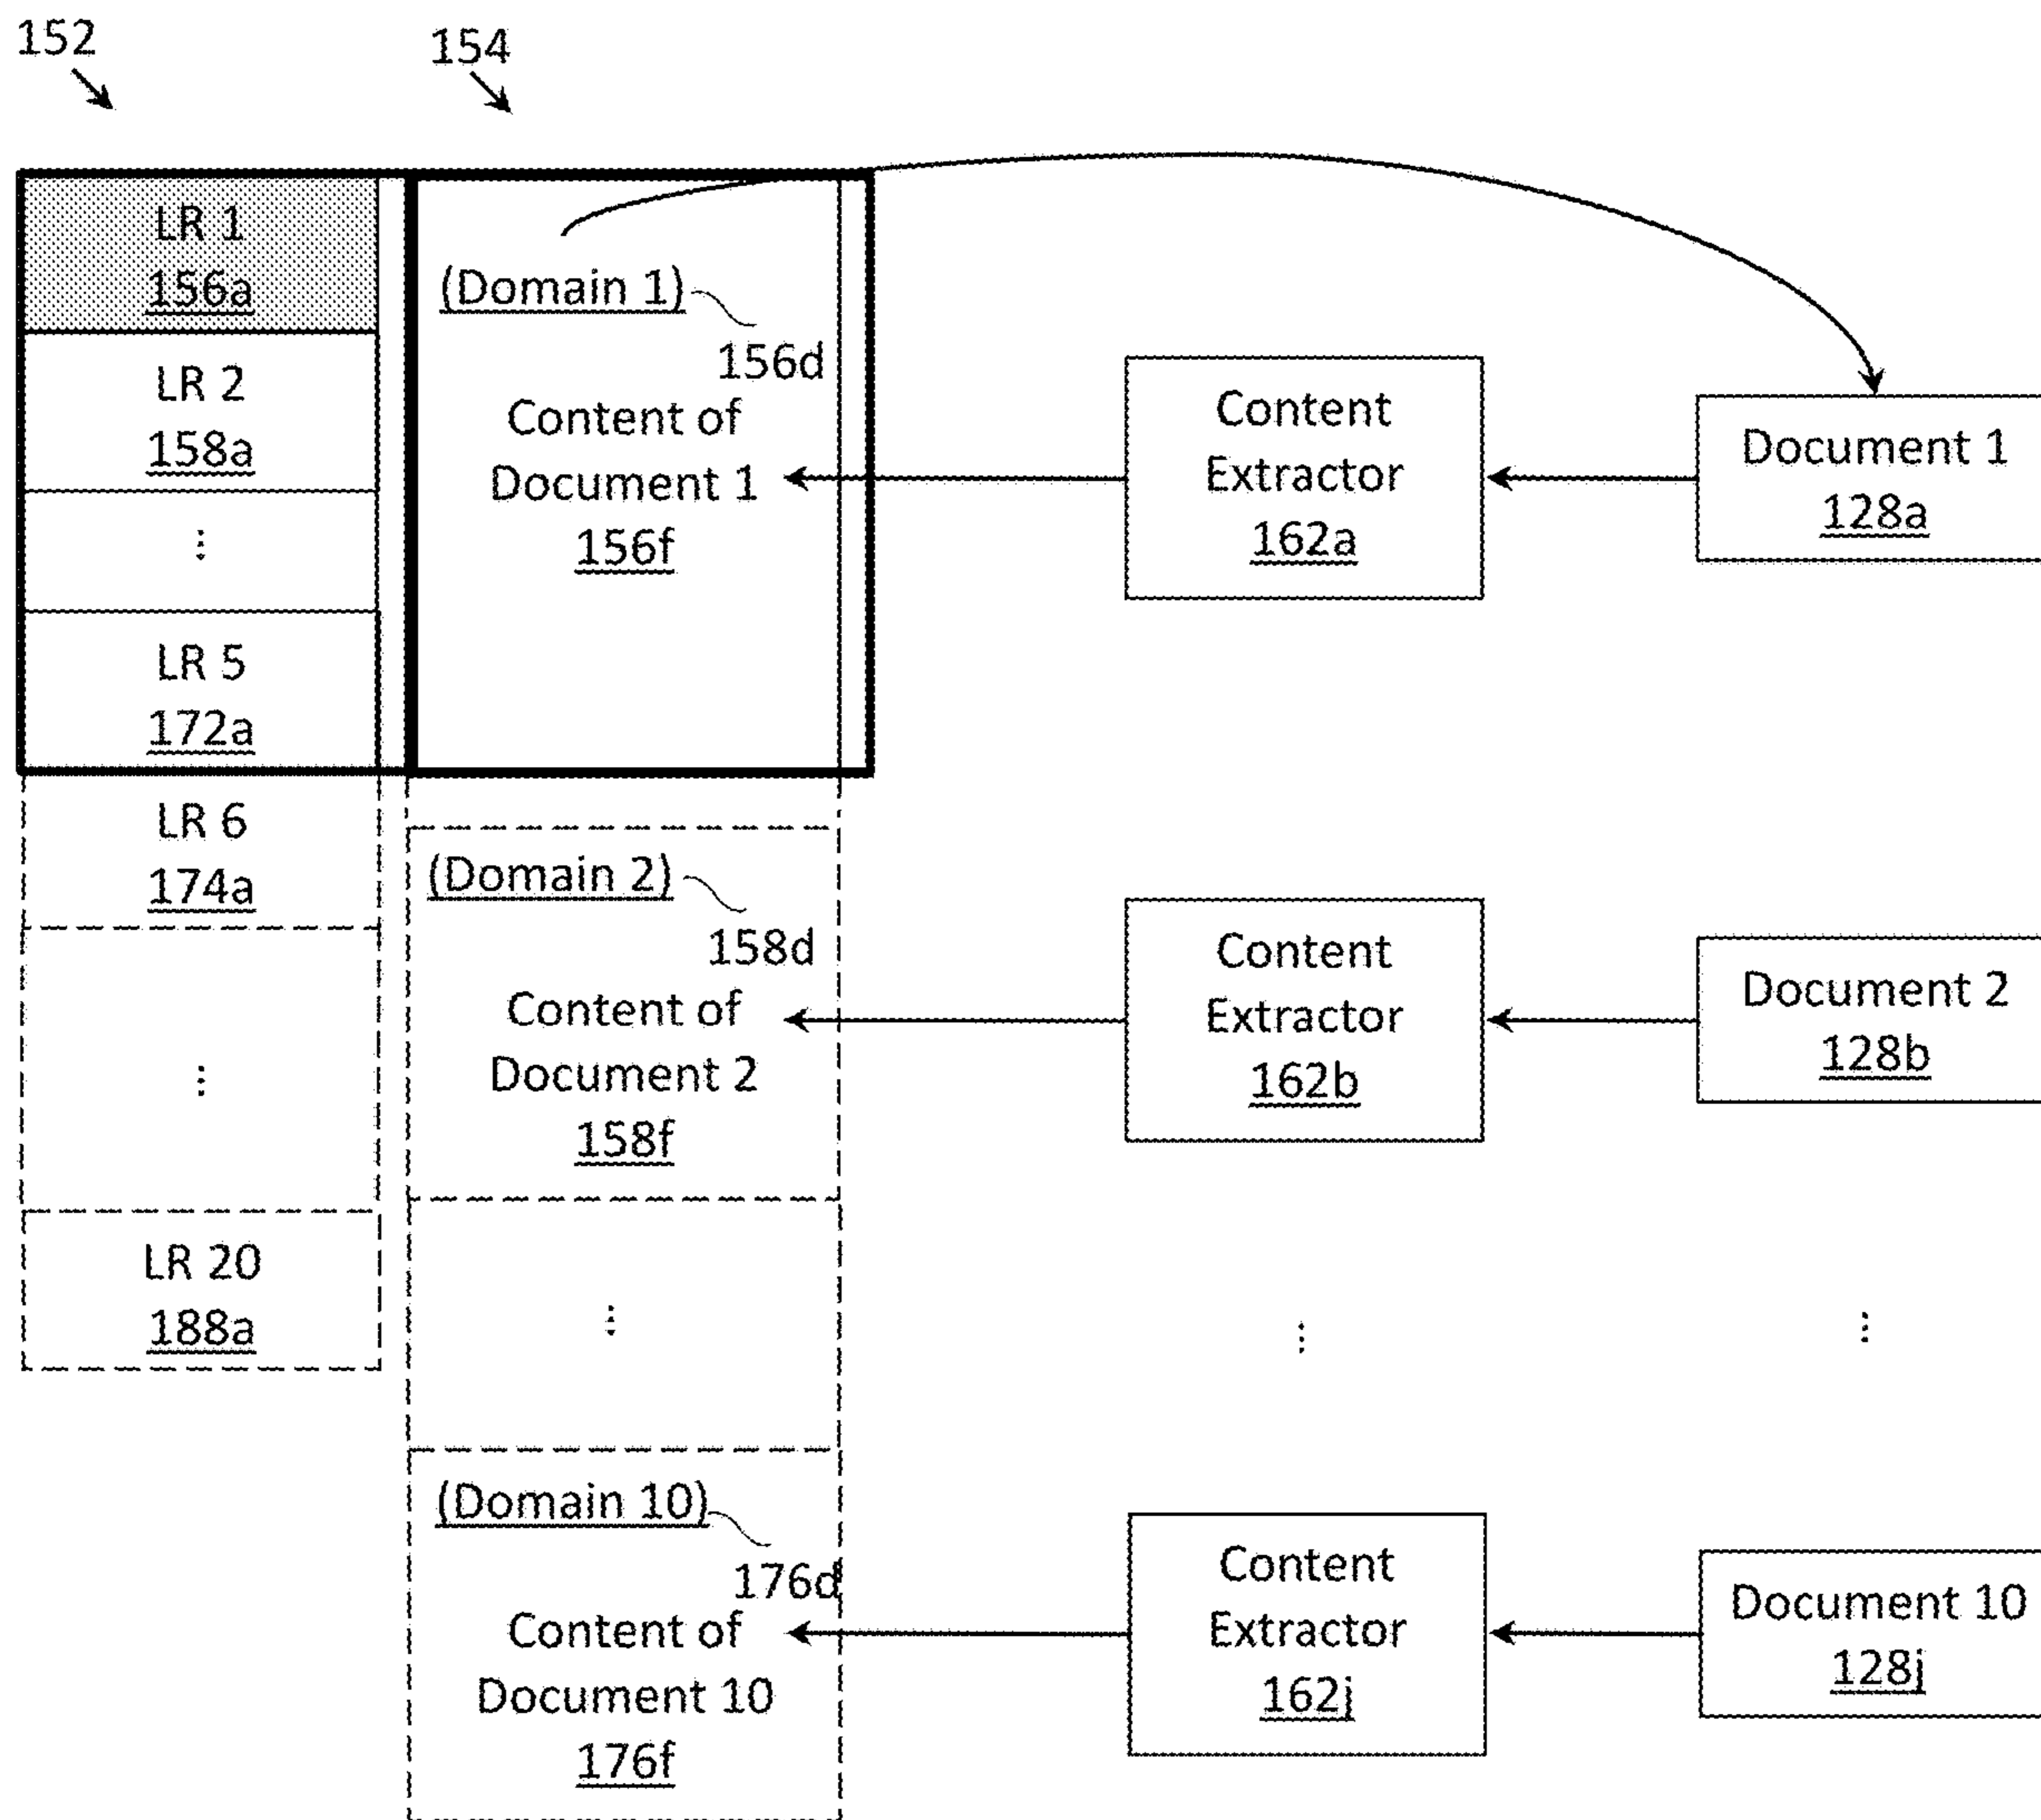 152
154
LR 1
156a
LR 2
158a
⋮
LR 5
172a
LR 6
174a
⋮
LR 20
188a
(Domain 1)
156d
Content of
Document 1
156f
(Domain 2)
158d
Content of
Document 2
158f
⋮
(Domain 10)
176d
Content of
Document 10
176f
Content
Extractor
162a
Content
Extractor
162b
⋮
Content
Extractor
162j
Document 1
128a
Document 2
128b
⋮
Document 10
128j